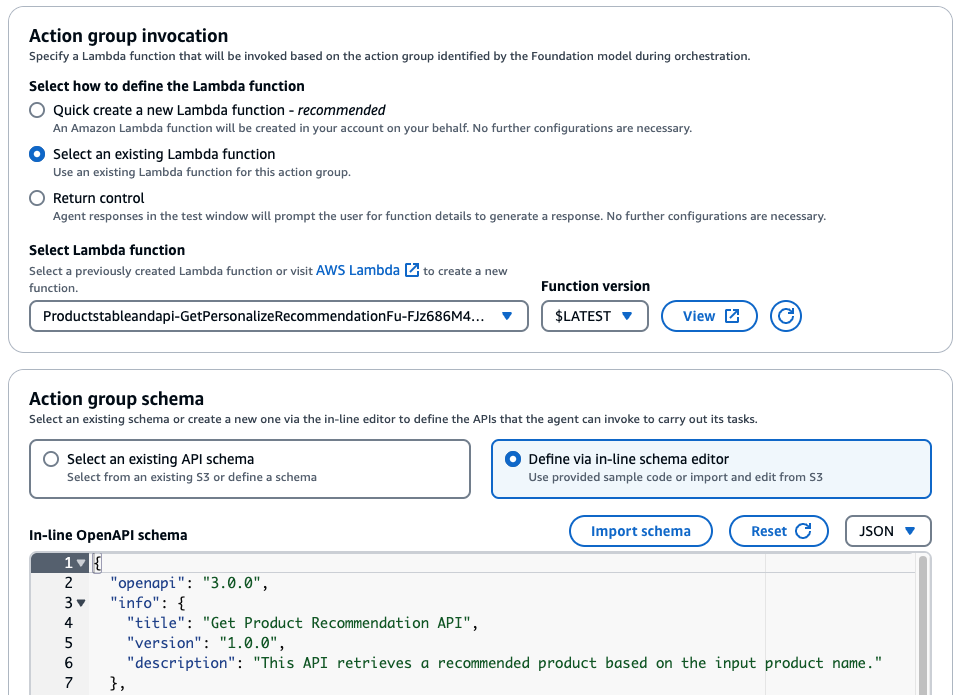 Action group invocation
Specify a Lambda function that will be invoked based on the action group identified by the Foundation model during orchestration.
Select how to define the Lambda function
Quick create a new Lambda function - recommended
An Amazon Lambda function will be created in your account on your behalf. No further configurations are necessary.
Select an existing Lambda function
Use an existing Lambda function for this action group.
Return control
Agent responses in the test window will prompt the user for function details to generate a response. No further configurations are necessary.
Select Lambda function
Select a previously created Lambda function or visit AWS Lambda to create a new
function.
Function version
Productstableandapi-GetPersonalizeRecommendationFu-FJz686M4...
$LATEST
View
Action group schema
Select an existing schema or create a new one via the in-line editor to define the APIs that the agent can invoke to carry out its tasks.
Select an existing API schema
Select from an existing S3 or define a schema
Define via in-line schema editor
Use provided sample code or import and edit from S3
In-line OpenAPI schema
Import schema
Reset
JSON
1 {
2 "openapi": "3.0.0",
3 "info": {
4 "title": "Get Product Recommendation API",
5 "version": "1.0.0",
6 "description": "This API retrieves a recommended product based on the input product name."
7 },